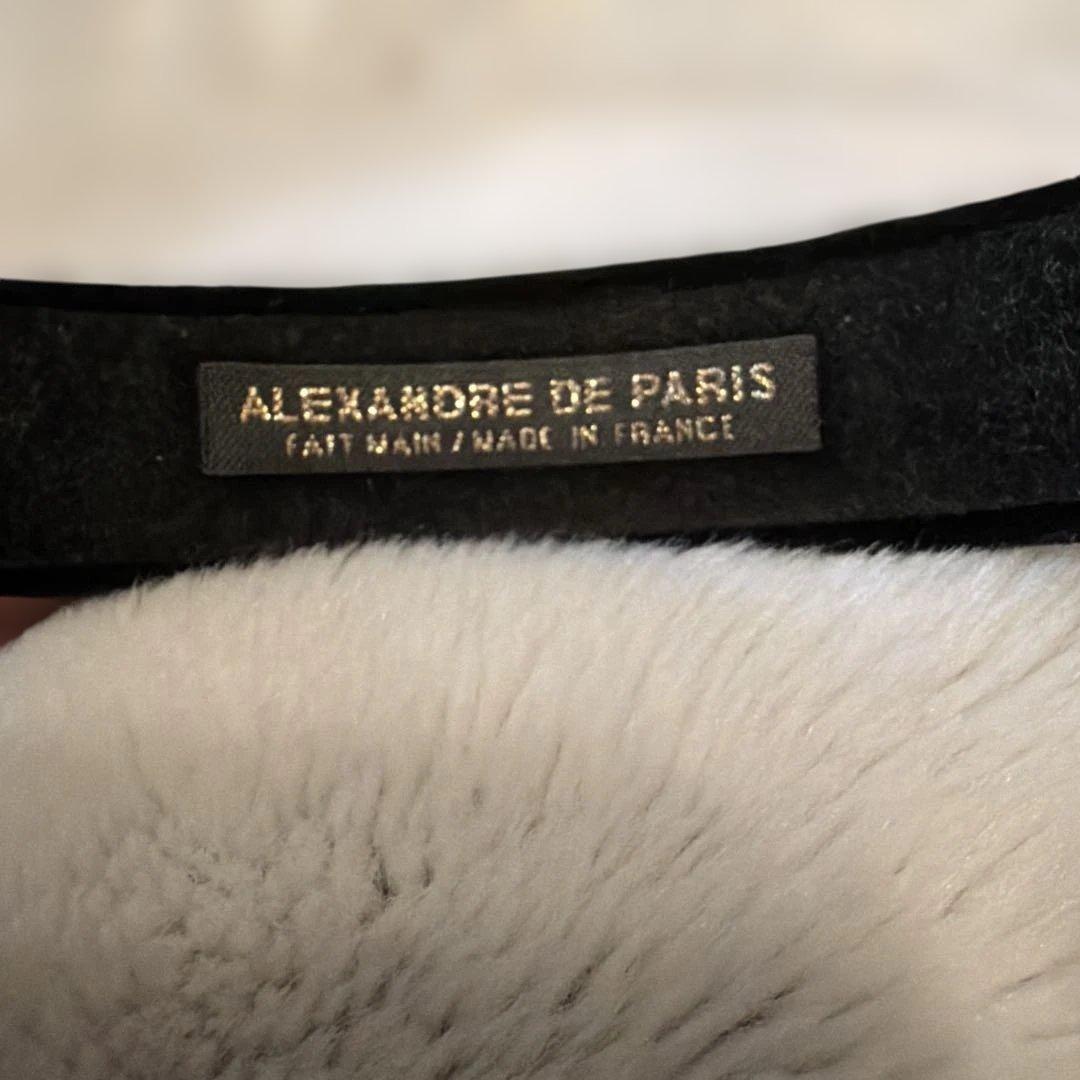 ALEXANDRE DE PARIS
FAIT MAIN / MADE IN FRANCE